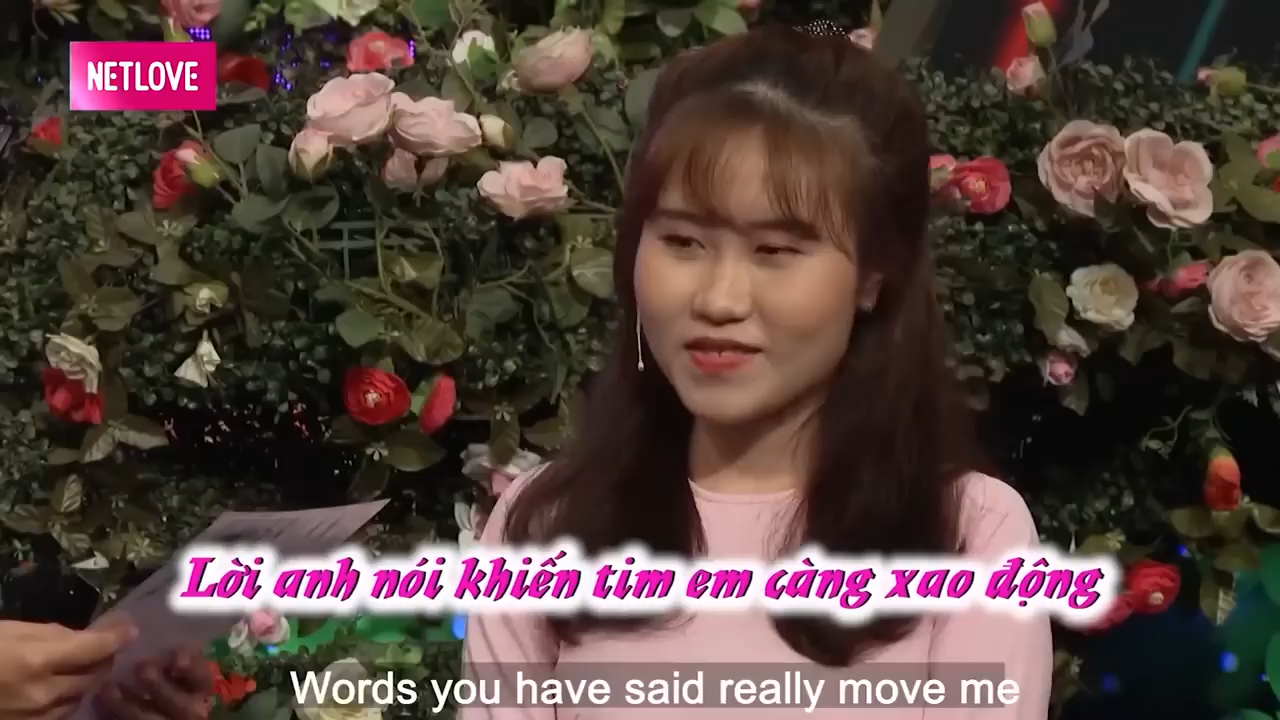 NETLOVE
Lời anh nói khiến tim em càng xao động
Words you have said really move me